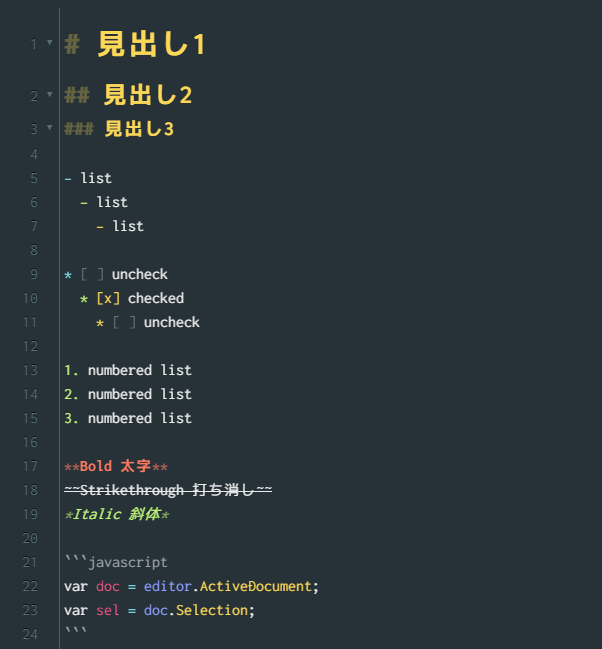 1 # 見出し1
2 ## 見出し2
3 ### 見出し3
4
5 - list
6   - list
7     - list
8
9 * [ ] uncheck
10   * [x] checked
11     * [ ] uncheck
12
13 1. numbered list
14 2. numbered list
15 3. numbered list
16
17 **Bold 太字**
18 ~~Strikethrough 打ち消し~~
19 *Italic 斜体*
20
21 ```javascript
22 var doc = editor.ActiveDocument;
23 var sel = doc.Selection;
24 ```